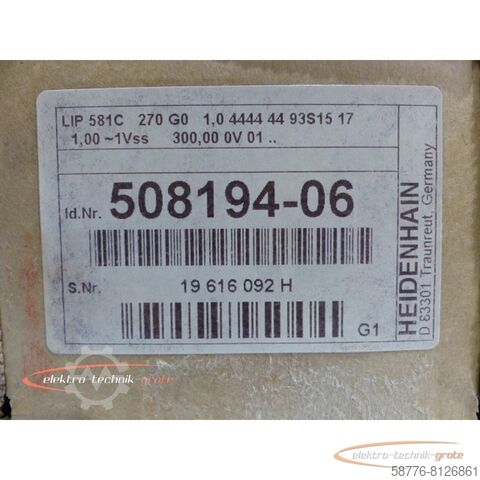 LIP 581C 270 G0 1,0 4444 44 93S15 17
1,00 ~1Vss 300,00 0V 01 ..
Id.Nr. 508194-06
S.Nr. 19 616 092 H
G1
HEIDENHAIN
D 83301 Traunreut, Germany
elektro-technik-grote
elektro-technik-grote
58776-8126861